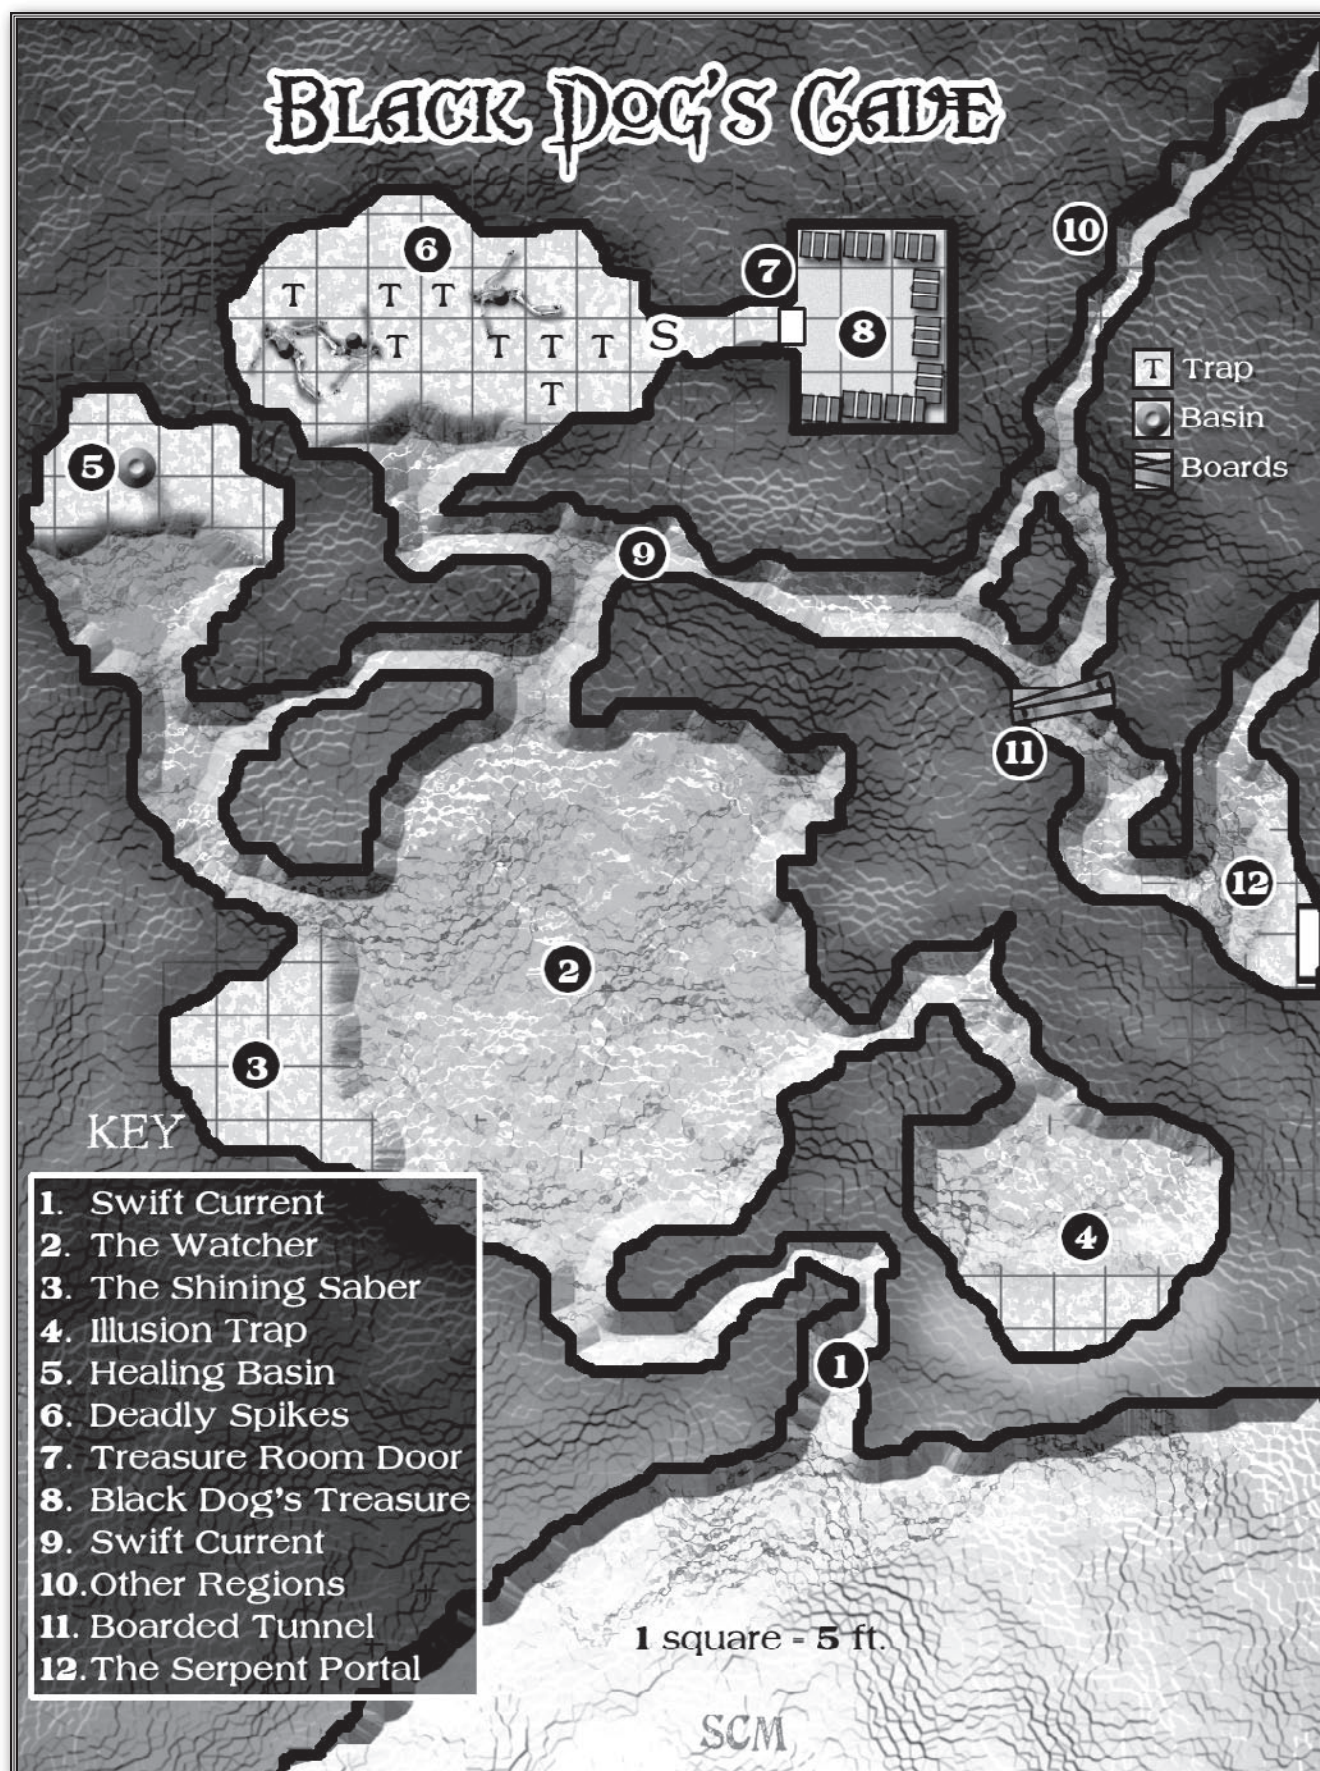 BLACK DOG'S CAVE
6
10
7
T T T
8
T T T T
S
T
T Trap
Basin
Boards
5
9
11
12
2
3
KEY
4
1
1. Swift Current
2. The Watcher
3. The Shining Saber
4. Illusion Trap
5. Healing Basin
6. Deadly Spikes
7. Treasure Room Door
8. Black Dog's Treasure
9. Swift Current
10. Other Regions
11. Boarded Tunnel
12. The Serpent Portal
1 square = 5 ft.
SCM